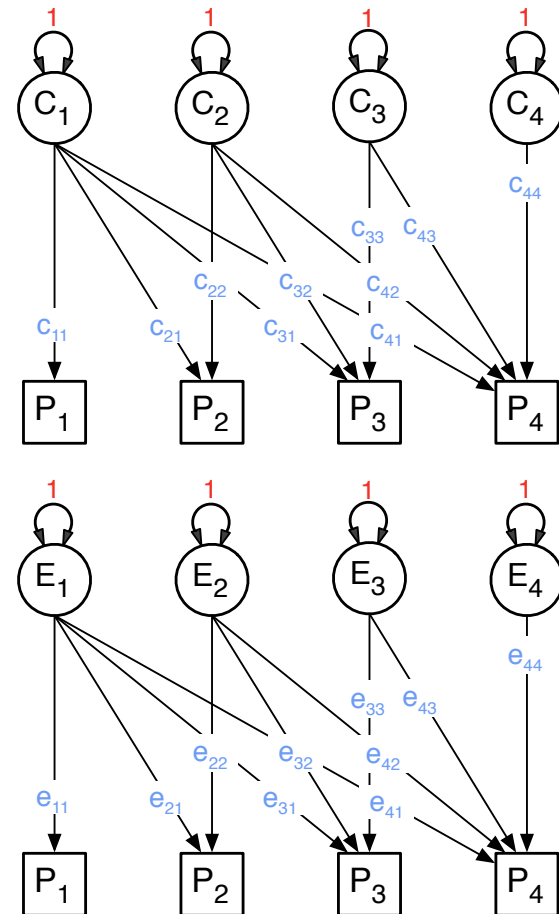 1 1 1 1
C₁ C₂ C₃ C₄
c₄₄
c₃₃ c₄₃
c₂₂ c₃₂ c₄₂
c₁₁ c₂₁ c₃₁ c₄₁
P₁ P₂ P₃ P₄
1 1 1 1
E₁ E₂ E₃ E₄
e₄₄
e₃₃ e₄₃
e₂₂ e₃₂ e₄₂
e₁₁ e₂₁ e₃₁ e₄₁
P₁ P₂ P₃ P₄